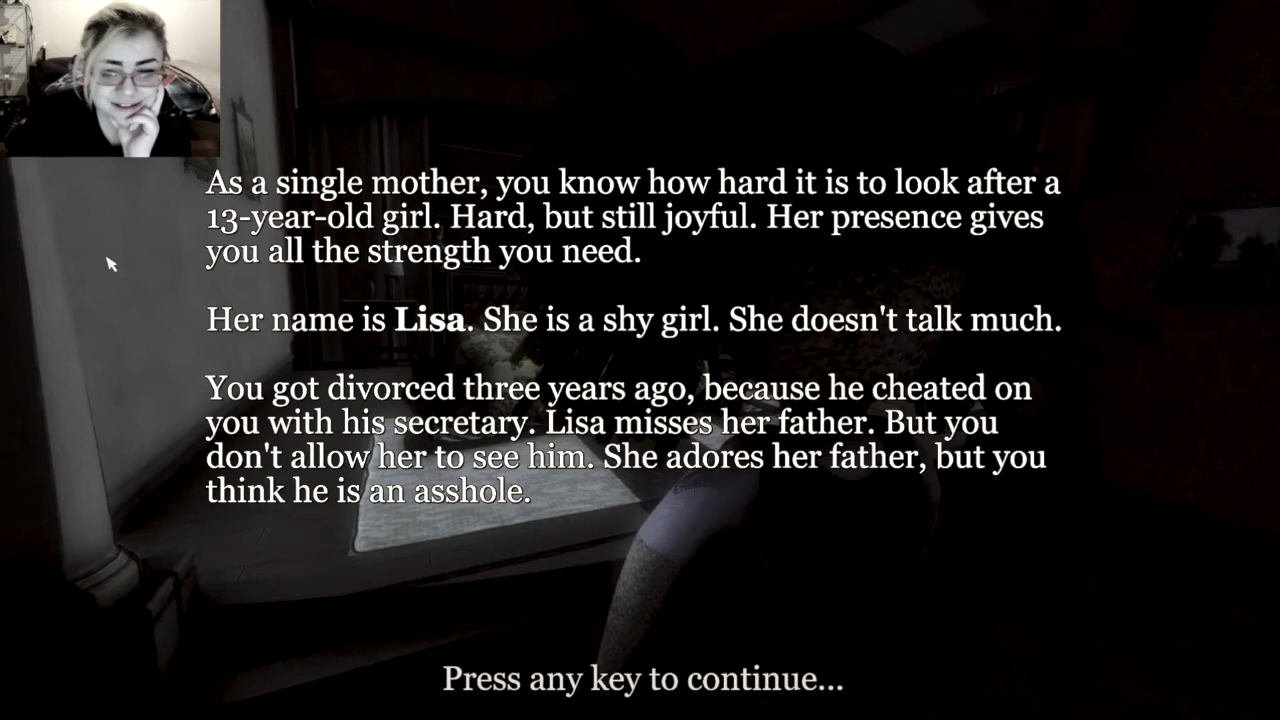 As a single mother, you know how hard it is to look after a
13-year-old girl. Hard, but still joyful. Her presence gives
you all the strength you need.
Her name is Lisa. She is a shy girl. She doesn't talk much.
You got divorced three years ago, because he cheated on
you with his secretary. Lisa misses her father. But you
don't allow her to see him. She adores her father, but you
think he is an asshole.
Press any key to continue...